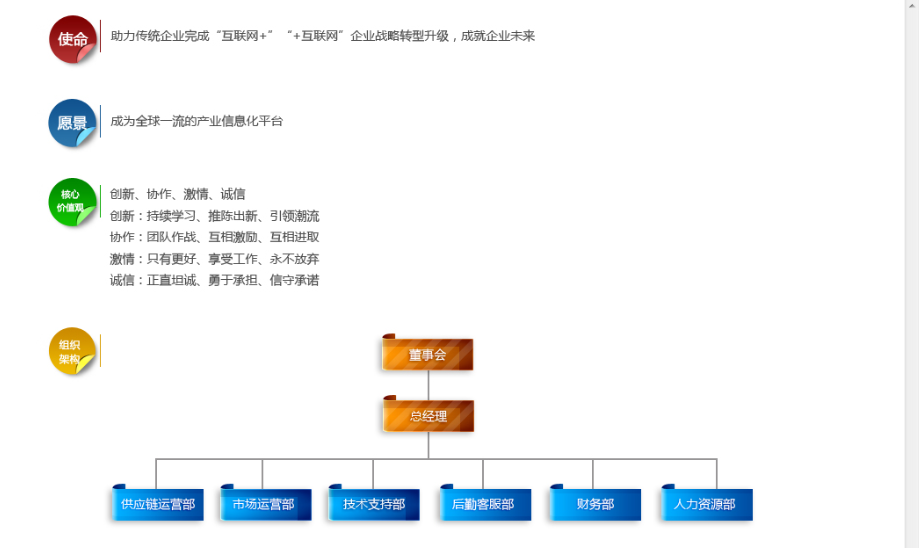 使命
助力传统企业完成“互联网+”“+互联网”企业战略转型升级，成就企业未来
愿景
成为全球一流的产业信息化平台
核心
价值观
创新、协作、激情、诚信
创新：持续学习、推陈出新、引领潮流
协作：团队作战、互相激励、互相进取
激情：只有更好、享受工作、永不放弃
诚信：正直坦诚、勇于承担、信守承诺
组织
架构
董事会
总经理
供应链运营部 市场运营部 技术支持部 后勤客服部 财务部 人力资源部